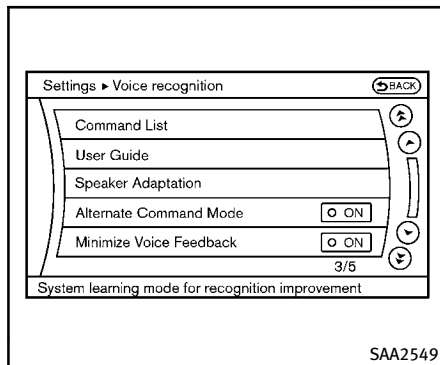 Settings ▸ Voice recognition
BACK
Command List
User Guide
Speaker Adaptation
Alternate Command Mode
ON
Minimize Voice Feedback
ON
3/5
System learning mode for recognition improvement
SAA2549